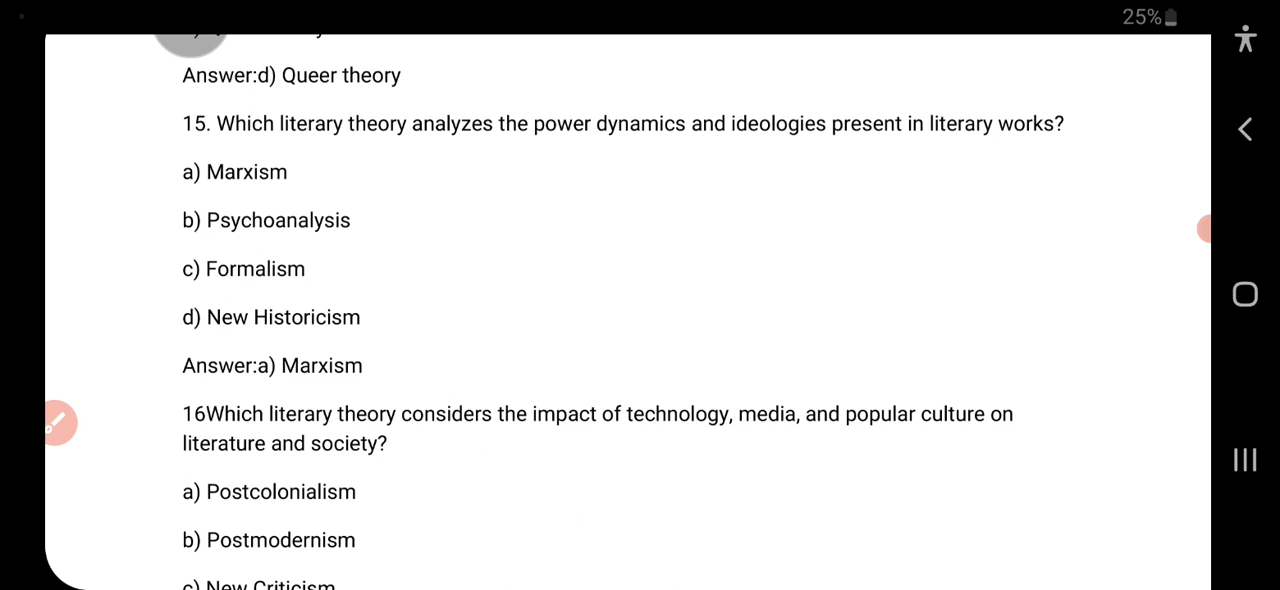 25%
Answer:d) Queer theory
15. Which literary theory analyzes the power dynamics and ideologies present in literary works?
a) Marxism
b) Psychoanalysis
c) Formalism
d) New Historicism
Answer:a) Marxism
16Which literary theory considers the impact of technology, media, and popular culture on
literature and society?
a) Postcolonialism
b) Postmodernism
c) New Criticism